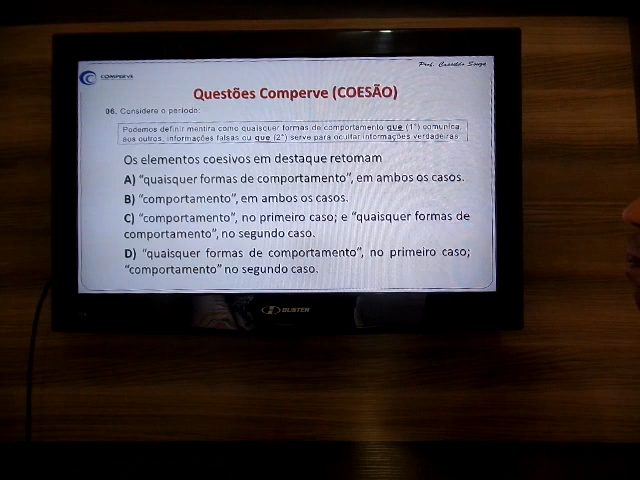 Prof. Cassildo Souza
COMPERVE
Questões Comperve (COESÃO)
06. Considere o período:
Podemos definir mentira como quaisquer formas de comportamento que (1°) comunica,
aos outros, informações falsas ou que (2°) serve para ocultar informações verdadeiras.
Os elementos coesivos em destaque retomam
A) “quaisquer formas de comportamento”, em ambos os casos.
B) “comportamento”, em ambos os casos.
C) “comportamento”, no primeiro caso; e “quaisquer formas de
comportamento”, no segundo caso.
D) “quaisquer formas de comportamento”, no primeiro caso;
“comportamento” no segundo caso.
H BUSTER